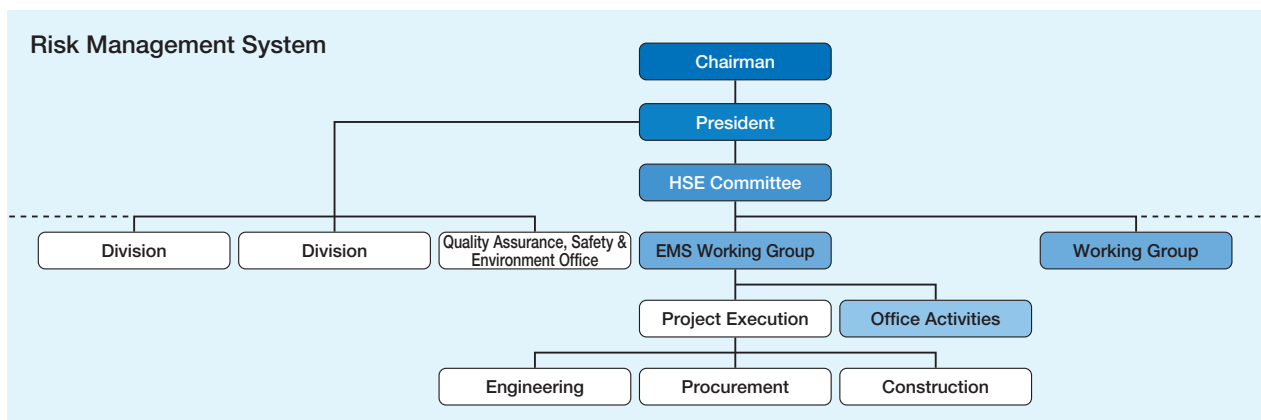 Risk Management System
Chairman
President
HSE Committee
Division
Division
Quality Assurance, Safety &
Environment Office
EMS Working Group
Working Group
Project Execution
Office Activities
Engineering
Procurement
Construction